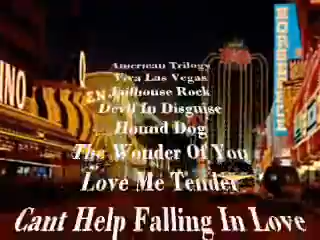 American Trilogy
Viva Las Vegas
Jailhouse Rock
Devil In Disguise
Hound Dog
The Wonder Of You
Love Me Tender
Cant Help Falling In Love
HORSESHOE